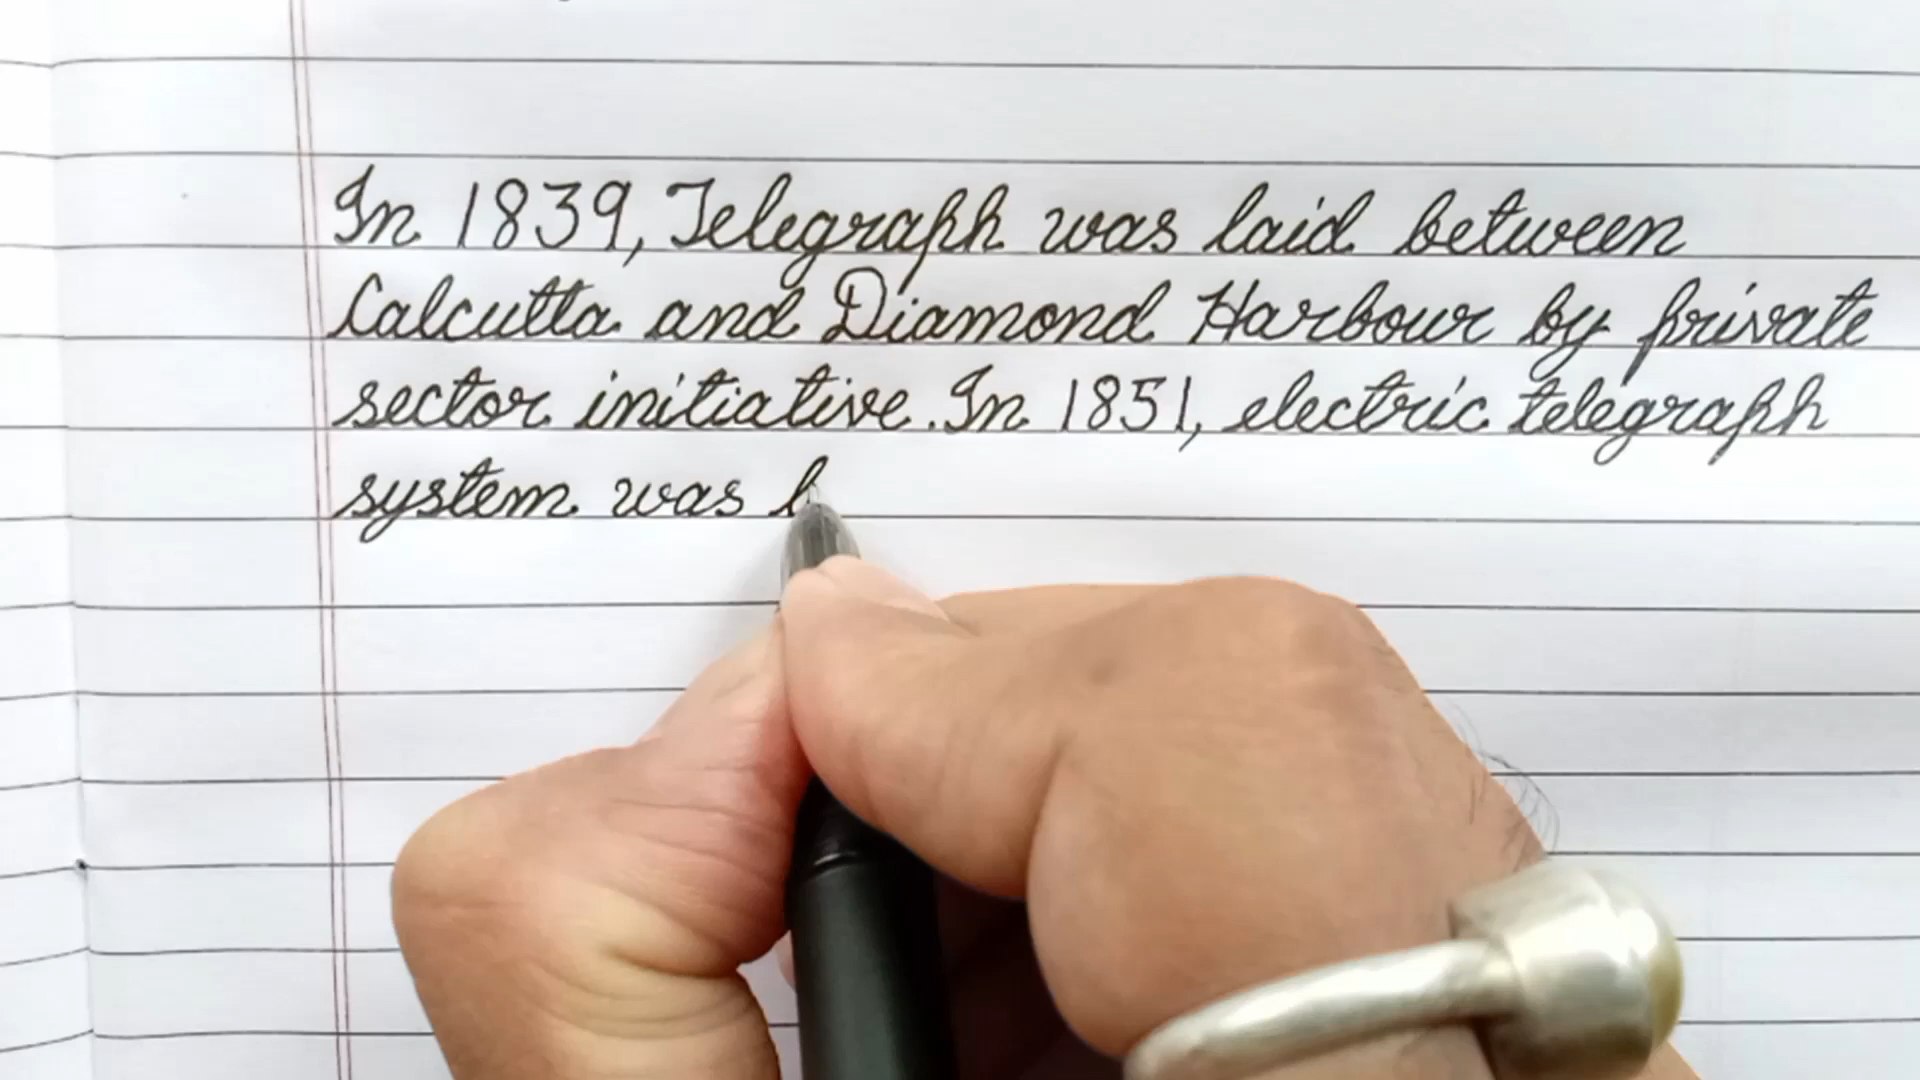 In 1839, Telegraph was laid between
Calcutta and Diamond Harbour by private
sector initiative. In 1851, electric telegraph
system was